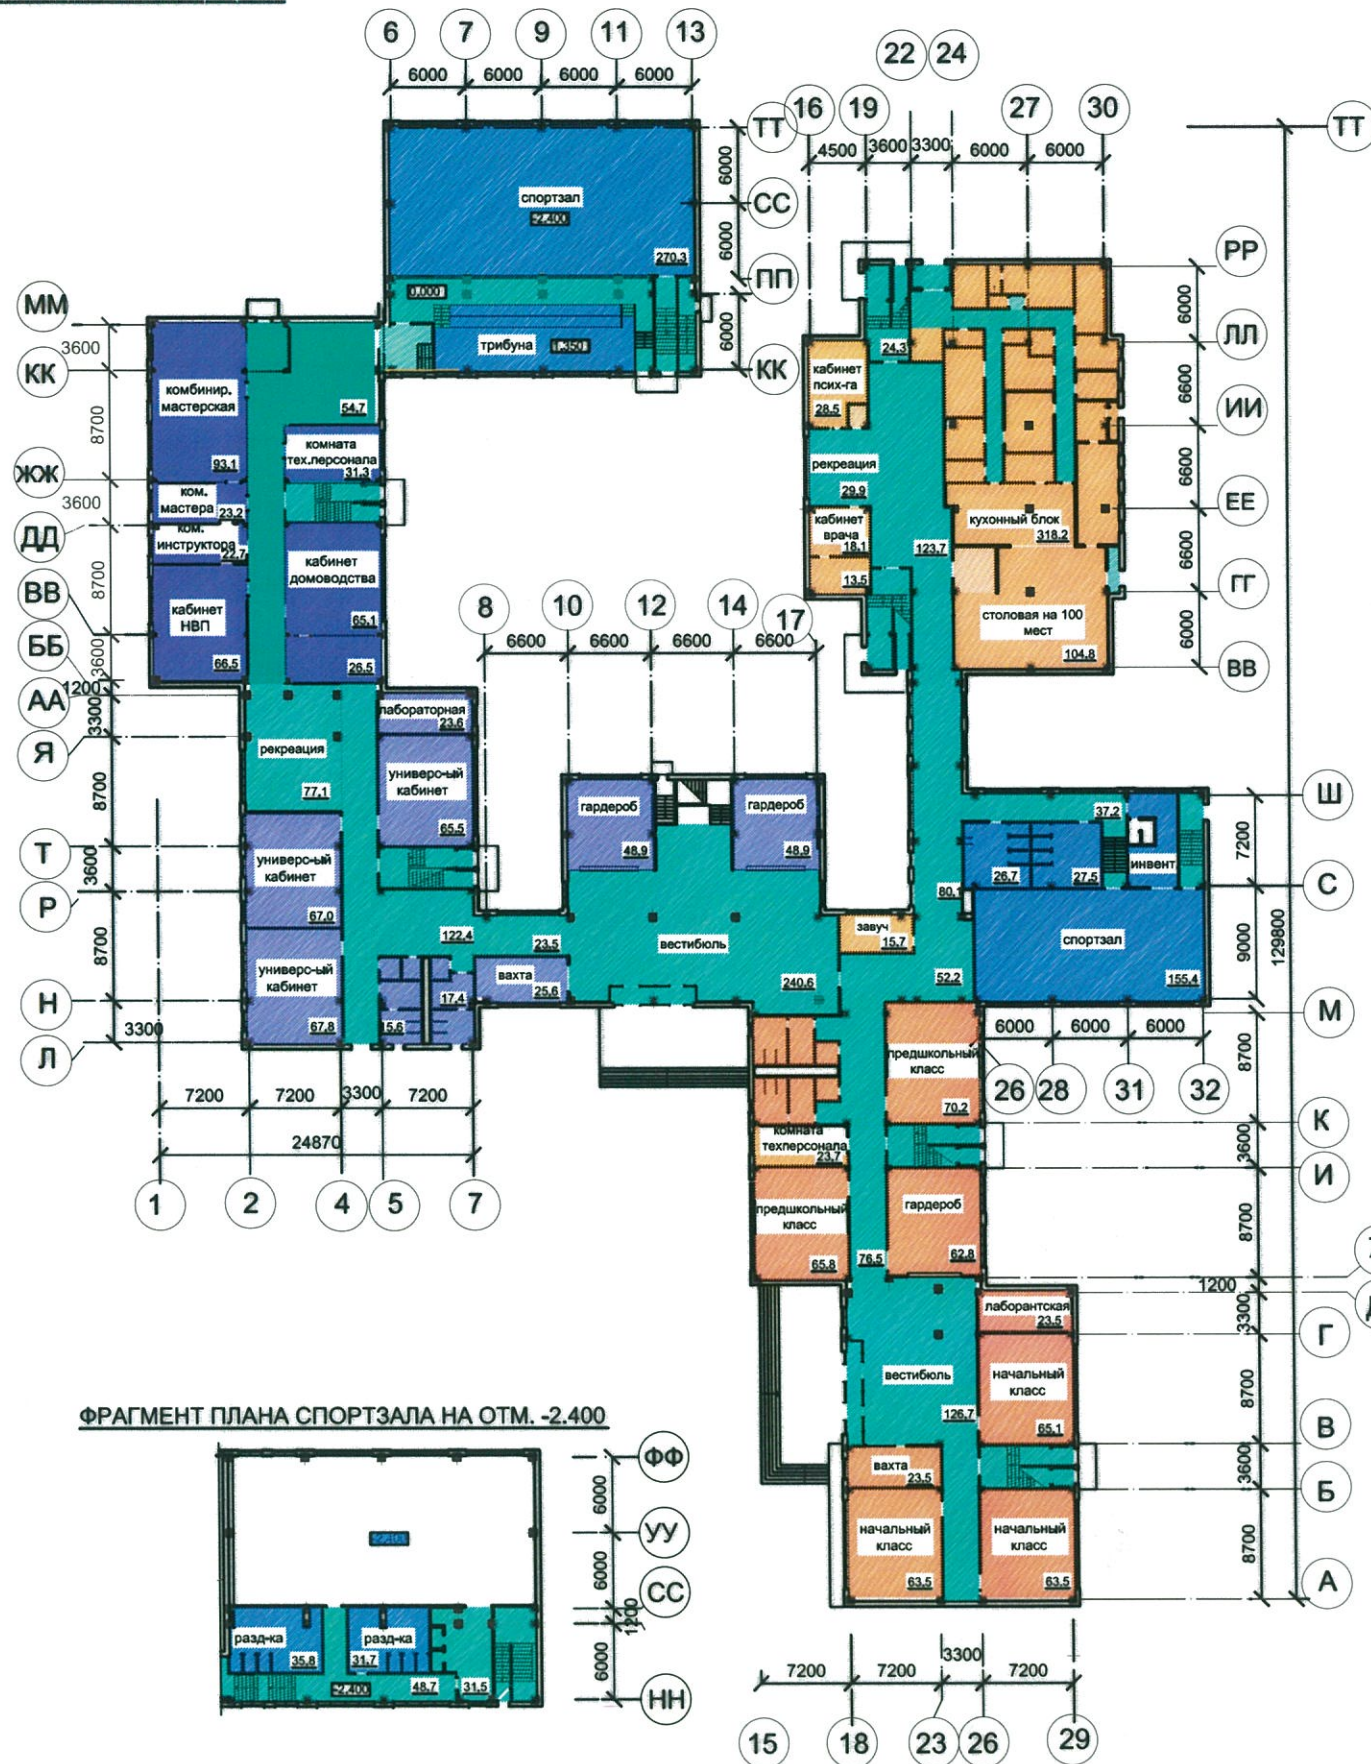 6 7 9 11 13
6000 6000 6000 6000
22 24
16 19 27 30
4500 3600 3300 6000 6000
ТТ
ТТ
6000
СС
6000
ПП
6000
КК
спортзал
-2.400
270.3
0.000
трибуна
1.350
РР
6000
ЛЛ
6600
ИИ
6600
ЕЕ
6600
ГГ
6000
ВВ
ММ
3600
КК
8700
ЖЖ
3600
ДД
8700
ВВ
3600
ББ
1200
АА
3300
Я
8700
Т
3600
Р
8700
Н
3300
Л
комбинир.
мастерская
93.1
54.7
комната
тех.персонала
31.3
ком.
мастера
23.2
ком.
инструктора
22.7
кабинет
домоводства
65.1
26.5
кабинет
НВП
66.5
24.3
кабинет
псих-га
28.5
рекреация
29.9
кабинет
врача
18.1
13.5
123.7
кухонный блок
318.2
столовая на 100
мест
104.8
8 10 12 14 17
6600 6600 6600 6600
рекреация
77.1
лабораторная
23.6
универс-ый
кабинет
65.5
универс-ый
кабинет
67.0
универс-ый
кабинет
67.8
122.4
23.5
15.6
17.4
вахта
25.6
гардероб
48.9
гардероб
48.9
вестибюль
240.6
завуч
15.7
80.1
52.2
37.2
26.7
27.5
инвент
спортзал
155.4
Ш
7200
С
9000
М
129800
6000 6000 6000
26 28 31 32
7200 7200 3300 7200
24870
1 2 4 5 7
предшкольный
класс
70.2
комната
техперсонала
23.7
предшкольный
класс
65.8
гардероб
62.8
76.5
8700
К
3600
И
8700
1200
3300
Г
8700
В
3600
Б
8700
А
лаборантская
23.5
вестибюль
126.7
начальный
класс
65.1
вахта
23.5
начальный
класс
63.5
начальный
класс
63.5
7200 7200 3300 7200
15 18 23 26 29
ФРАГМЕНТ ПЛАНА СПОРТЗАЛА НА ОТМ. -2.400
ФФ
6000
УУ
6000
СС
1200
6000
НН
-2.400
разд-ка
35.8
разд-ка
31.7
-2.400
48.7
31.5